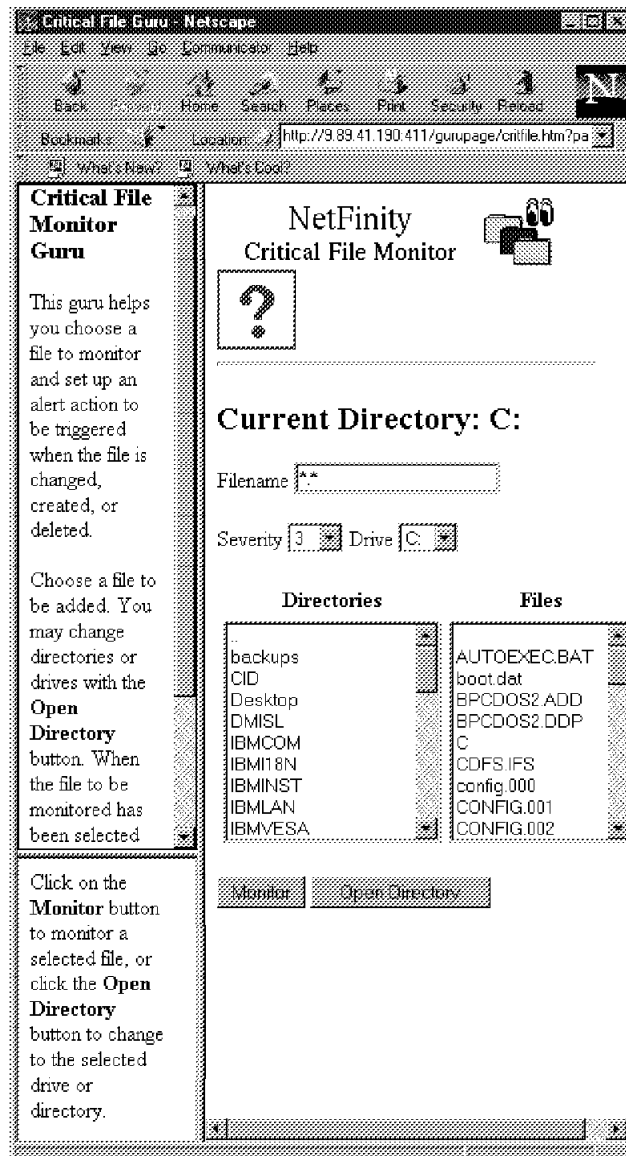 Critical File Guru - Netscape
File Edit View Go Communicator Help
Back Forward Home Search Places Print Security Reload
N
Bookmarks Location: http://9.89.41.190:411/gurupage/critfile.htm?pa
What's New? What's Cool?
Critical File
Monitor
Guru
This guru helps
you choose a
file to monitor
and set up an
alert action to
be triggered
when the file is
changed,
created, or
deleted.
Choose a file to
be added. You
may change
directories or
drives with the
Open
Directory
button. When
the file to be
monitored has
been selected
Click on the
Monitor button
to monitor a
selected file, or
click the Open
Directory
button to change
to the selected
drive or
directory.
NetFinity
Critical File Monitor
?
Current Directory: C:
Filename *.*
Severity 3 Drive C:
Directories
..
backups
CID
Desktop
DMISL
IBMCOM
IBMI18N
IBMINST
IBMLAN
IBMVESA
Files
AUTOEXEC.BAT
boot.dat
BPCDOS2.ADD
BPCDOS2.DDP
C
CDFS.IFS
config.000
CONFIG.001
CONFIG.002
Monitor Open Directory